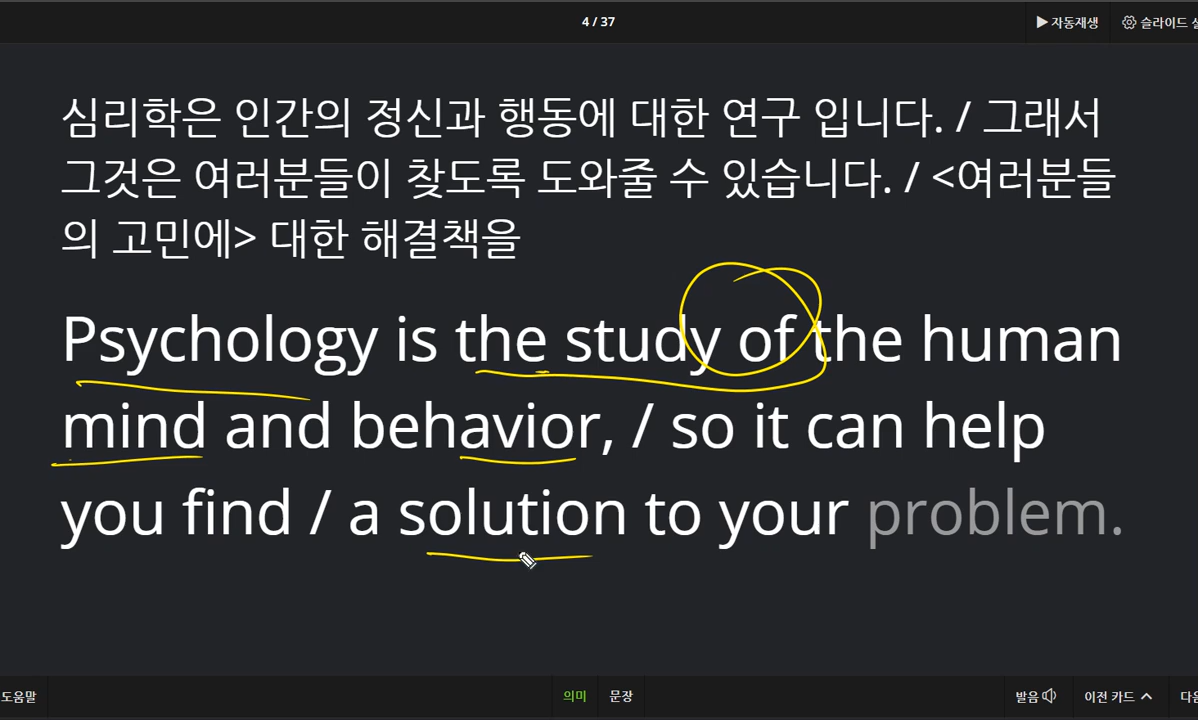 4 / 37
▶ 자동재생
슬라이드
심리학은 인간의 정신과 행동에 대한 연구 입니다. / 그래서
그것은 여러분들이 찾도록 도와줄 수 있습니다. / <여러분들
의 고민에> 대한 해결책을
Psychology is the study of the human
mind and behavior, / so it can help
you find / a solution to your problem.
도움말
의미
문장
발음
이전 카드